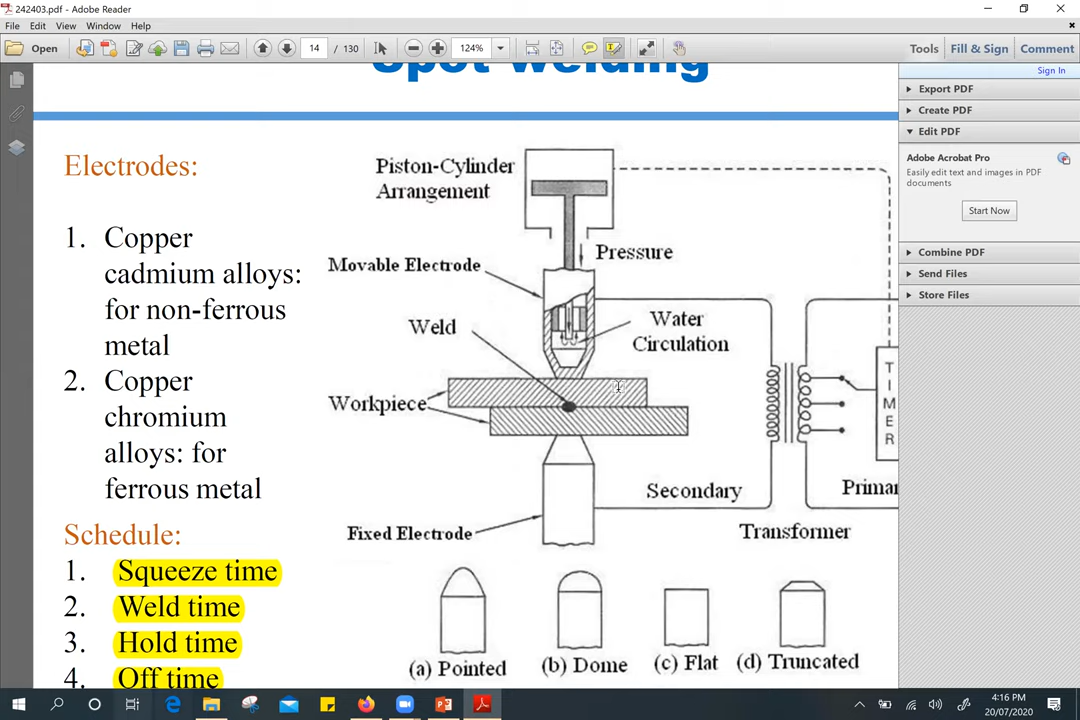 242403.pdf - Adobe Reader
File Edit View Window Help
Open 14 / 130 124% Tools Fill & Sign Comment
Sign In
Spot welding
Export PDF
Create PDF
Edit PDF
Adobe Acrobat Pro
Easily edit text and images in PDF
documents
Start Now
Combine PDF
Send Files
Store Files
Electrodes:
1. Copper
cadmium alloys:
for non-ferrous
metal
2. Copper
chromium
alloys: for
ferrous metal
Schedule:
1. Squeeze time
2. Weld time
3. Hold time
4. Off time
Piston-Cylinder
Arrangement
Pressure
Movable Electrode
Weld
Water
Circulation
Workpiece
TIMER
Secondary
Primar
Fixed Electrode
Transformer
(a) Pointed
(b) Dome
(c) Flat
(d) Truncated
4:16 PM
20/07/2020